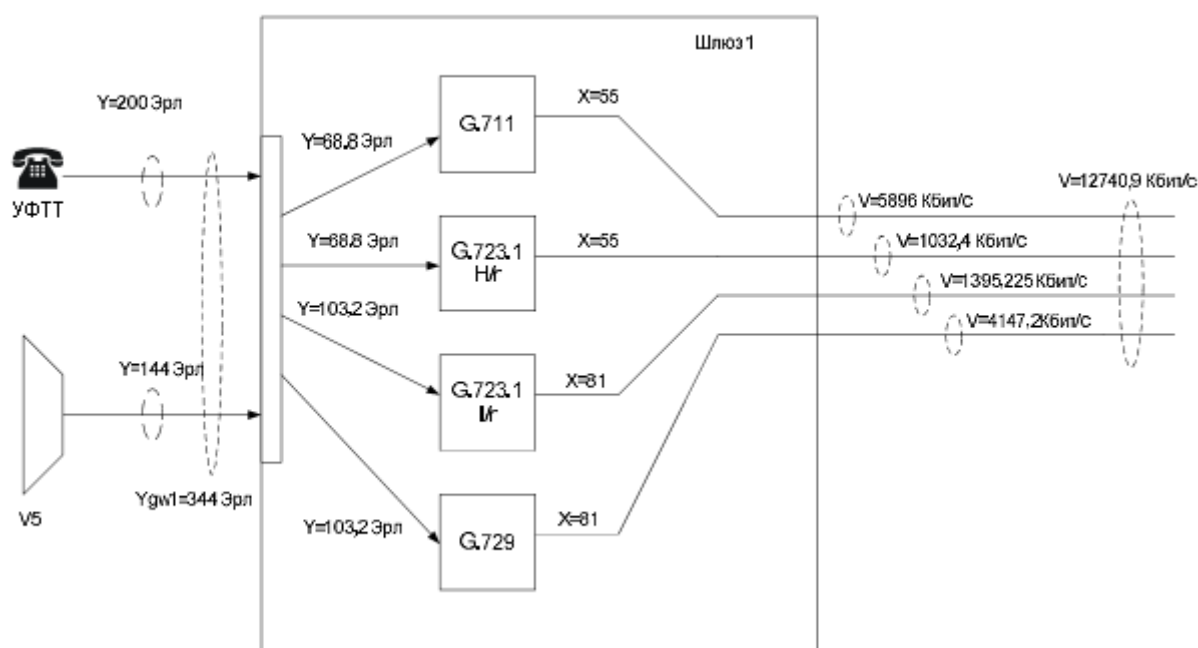 Шлюз 1
Y=200 Эрл
X=55
G.711
Y=68.8 Эрл
V=12740,9 Кбит/с
УФТТ
V=5896 Кбит/С
Y=68.8 Эрл
X=55
V=1032,4 Кбит/с
G.723.1
H/r
V=1395,225 Кбит/с
Y=103,2 Эрл
V=4147,2Кбит/с
Y=144 Эрл
G.723.1
l/r
X=81
Ygw1=344 Эрл
V5
Y=103,2 Эрл
X=81
G.729